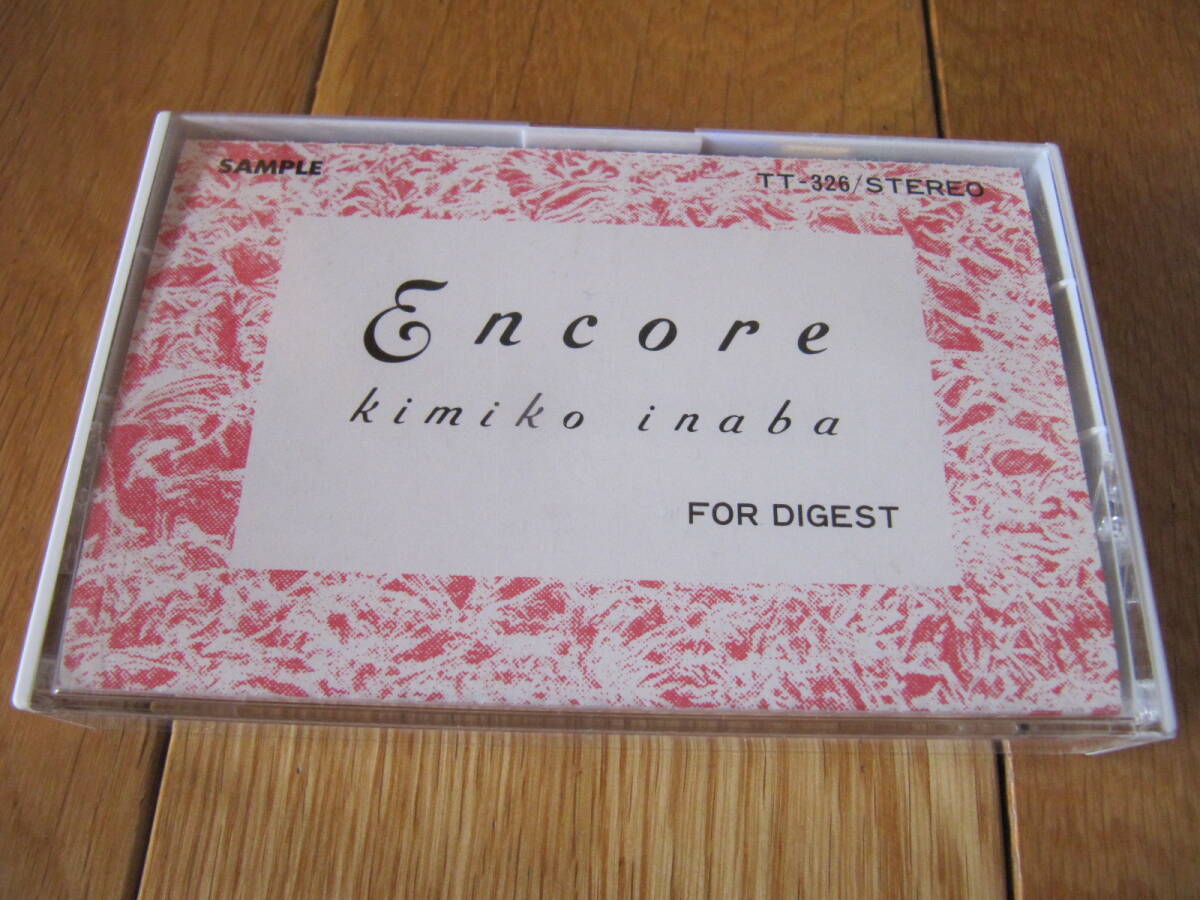 SAMPLE
TT-326/STEREO
Encore
kimiko inaba
FOR DIGEST